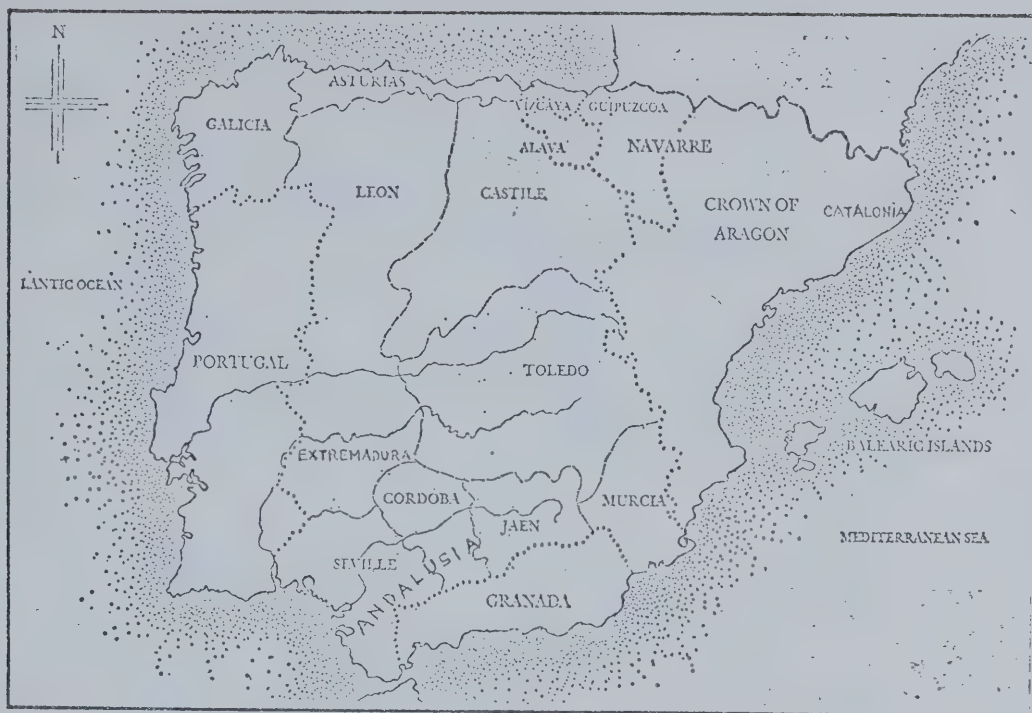 N
ASTURIAS
VIZCAYA
GUIPUZCOA
GALICIA
ALAVA
NAVARRE
LEON
CASTILE
CROWN OF
ARAGON
CATALONIA
LANTIC OCEAN
PORTUGAL
TOLEDO
BALEARIC ISLANDS
EXTREMADURA
CORDOBA
MURCIA
JAEN
MEDITERRANEAN SEA
SEVILLE
ANDALUSIA
GRANADA